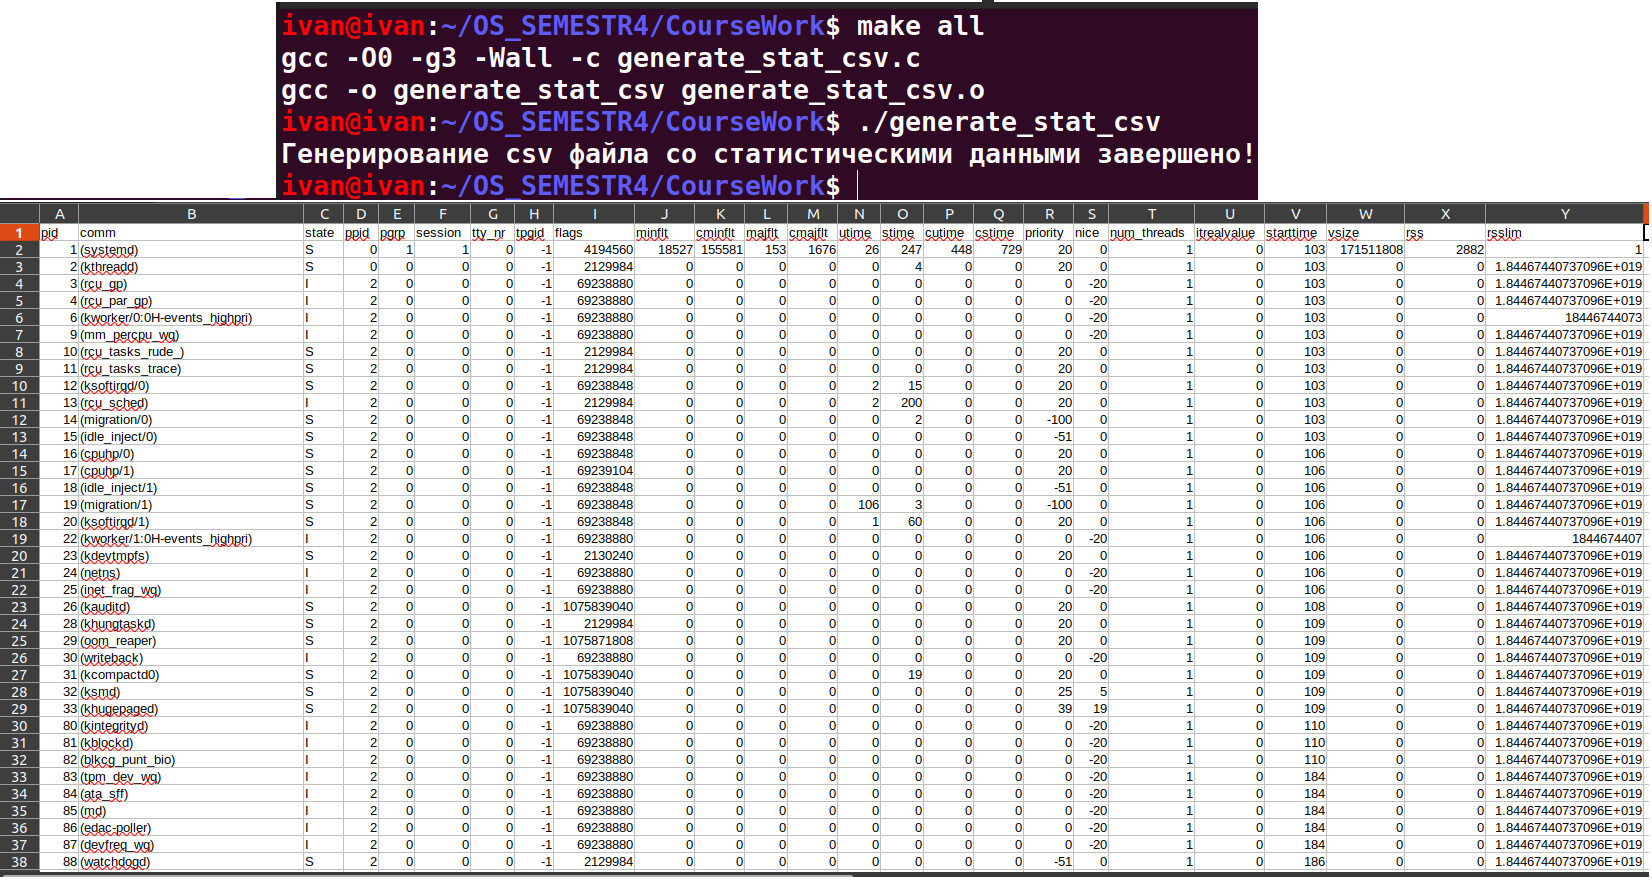 ivan@ivan:~/OS_SEMESTR4/CourseWork$ make all
gcc -O0 -g3 -Wall -c generate_stat_csv.c
gcc -o generate_stat_csv generate_stat_csv.o
ivan@ivan:~/OS_SEMESTR4/CourseWork$ ./generate_stat_csv
Генерирование csv файла со статистическими данными завершено!
ivan@ivan:~/OS_SEMESTR4/CourseWork$
A B C D E F G H I J K L M N O P Q R S T U V W X Y
1 pid comm state ppid pgrp session tty_nr tpgid flags minflt cminflt majflt cmajflt utime stime cutime cstime priority nice num_threads itrealyalue starttime vsize rss rsslim
2 1 (systemd) S 0 1 1 0 -1 4194560 18527 155581 153 1676 26 247 448 729 20 0 1 0 103 171511808 2882 1
3 2 (kthreadd) S 0 0 0 0 -1 2129984 0 0 0 0 0 4 0 0 20 0 1 0 103 0 0 1.84467440737096E+019
4 3 (rcu_gp) I 2 0 0 0 -1 69238880 0 0 0 0 0 0 0 0 0 -20 1 0 103 0 0 1.84467440737096E+019
5 4 (rcu_par_gp) I 2 0 0 0 -1 69238880 0 0 0 0 0 0 0 0 0 -20 1 0 103 0 0 1.84467440737096E+019
6 6 (kworker/0:0H-events_highpri) I 2 0 0 0 -1 69238880 0 0 0 0 0 0 0 0 0 -20 1 0 103 0 0 18446744073
7 9 (mm_percpu_wq) I 2 0 0 0 -1 69238880 0 0 0 0 0 0 0 0 0 -20 1 0 103 0 0 1.84467440737096E+019
8 10 (rcu_tasks_rude_) S 2 0 0 0 -1 2129984 0 0 0 0 0 0 0 0 20 0 1 0 103 0 0 1.84467440737096E+019
9 11 (rcu_tasks_trace) S 2 0 0 0 -1 2129984 0 0 0 0 0 0 0 0 20 0 1 0 103 0 0 1.84467440737096E+019
10 12 (ksoftirqd/0) S 2 0 0 0 -1 69238848 0 0 0 0 2 15 0 0 20 0 1 0 103 0 0 1.84467440737096E+019
11 13 (rcu_sched) I 2 0 0 0 -1 2129984 0 0 0 0 2 200 0 0 20 0 1 0 103 0 0 1.84467440737096E+019
12 14 (migration/0) S 2 0 0 0 -1 69238848 0 0 0 0 0 2 0 0 -100 0 1 0 103 0 0 1.84467440737096E+019
13 15 (idle_inject/0) S 2 0 0 0 -1 69238848 0 0 0 0 0 0 0 0 -51 0 1 0 103 0 0 1.84467440737096E+019
14 16 (cpuhp/0) S 2 0 0 0 -1 69238848 0 0 0 0 0 0 0 0 20 0 1 0 106 0 0 1.84467440737096E+019
15 17 (cpuhp/1) S 2 0 0 0 -1 69239104 0 0 0 0 0 0 0 0 20 0 1 0 106 0 0 1.84467440737096E+019
16 18 (idle_inject/1) S 2 0 0 0 -1 69238848 0 0 0 0 0 0 0 0 -51 0 1 0 106 0 0 1.84467440737096E+019
17 19 (migration/1) S 2 0 0 0 -1 69238848 0 0 0 0 106 3 0 0 -100 0 1 0 106 0 0 1.84467440737096E+019
18 20 (ksoftirqd/1) S 2 0 0 0 -1 69238848 0 0 0 0 1 60 0 0 20 0 1 0 106 0 0 1.84467440737096E+019
19 22 (kworker/1:0H-events_highpri) I 2 0 0 0 -1 69238880 0 0 0 0 0 0 0 0 0 -20 1 0 106 0 0 1844674407
20 23 (kdevtmpfs) S 2 0 0 0 -1 2130240 0 0 0 0 0 0 0 0 20 0 1 0 106 0 0 1.84467440737096E+019
21 24 (netns) I 2 0 0 0 -1 69238880 0 0 0 0 0 0 0 0 0 -20 1 0 106 0 0 1.84467440737096E+019
22 25 (inet_frag_wq) I 2 0 0 0 -1 69238880 0 0 0 0 0 0 0 0 0 -20 1 0 106 0 0 1.84467440737096E+019
23 26 (kauditd) S 2 0 0 0 -1 1075839040 0 0 0 0 0 0 0 0 20 0 1 0 108 0 0 1.84467440737096E+019
24 28 (khungtaskd) S 2 0 0 0 -1 2129984 0 0 0 0 0 0 0 0 20 0 1 0 109 0 0 1.84467440737096E+019
25 29 (oom_reaper) S 2 0 0 0 -1 1075871808 0 0 0 0 0 0 0 0 20 0 1 0 109 0 0 1.84467440737096E+019
26 30 (writeback) I 2 0 0 0 -1 69238880 0 0 0 0 0 0 0 0 0 -20 1 0 109 0 0 1.84467440737096E+019
27 31 (kcompactd0) S 2 0 0 0 -1 1075839040 0 0 0 0 0 19 0 0 20 0 1 0 109 0 0 1.84467440737096E+019
28 32 (ksmd) S 2 0 0 0 -1 1075839040 0 0 0 0 0 0 0 0 25 5 1 0 109 0 0 1.84467440737096E+019
29 33 (khugepaged) S 2 0 0 0 -1 1075839040 0 0 0 0 0 0 0 0 39 19 1 0 109 0 0 1.84467440737096E+019
30 80 (kintegrityd) I 2 0 0 0 -1 69238880 0 0 0 0 0 0 0 0 0 -20 1 0 110 0 0 1.84467440737096E+019
31 81 (kblockd) I 2 0 0 0 -1 69238880 0 0 0 0 0 0 0 0 0 -20 1 0 110 0 0 1.84467440737096E+019
32 82 (blkcg_punt_bio) I 2 0 0 0 -1 69238880 0 0 0 0 0 0 0 0 0 -20 1 0 110 0 0 1.84467440737096E+019
33 83 (tpm_dev_wq) I 2 0 0 0 -1 69238880 0 0 0 0 0 0 0 0 0 -20 1 0 184 0 0 1.84467440737096E+019
34 84 (ata_sff) I 2 0 0 0 -1 69238880 0 0 0 0 0 0 0 0 0 -20 1 0 184 0 0 1.84467440737096E+019
35 85 (md) I 2 0 0 0 -1 69238880 0 0 0 0 0 0 0 0 0 -20 1 0 184 0 0 1.84467440737096E+019
36 86 (edac-poller) I 2 0 0 0 -1 69238880 0 0 0 0 0 0 0 0 0 -20 1 0 184 0 0 1.84467440737096E+019
37 87 (devfreq_wq) I 2 0 0 0 -1 69238880 0 0 0 0 0 0 0 0 0 -20 1 0 184 0 0 1.84467440737096E+019
38 88 (watchdogd) S 2 0 0 0 -1 2129984 0 0 0 0 0 0 0 0 -51 0 1 0 186 0 0 1.84467440737096E+019